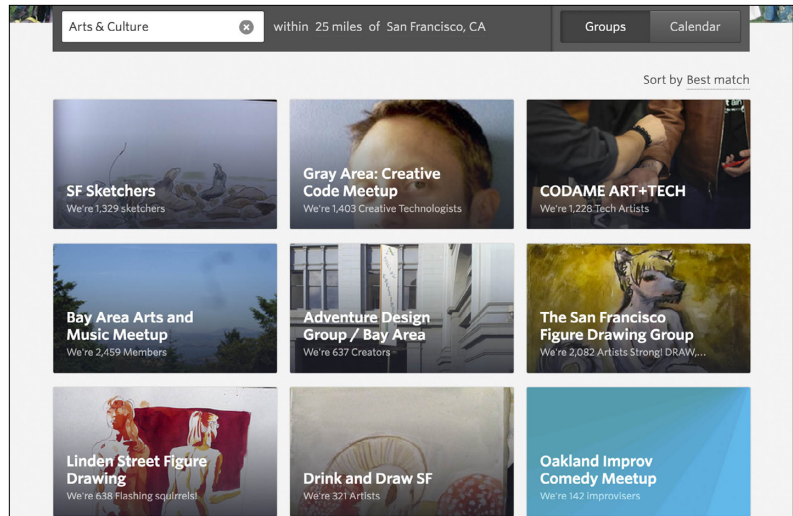 Arts & Culture within 25 miles of San Francisco, CA Groups Calendar
Sort by Best match
SF Sketchers
We're 1,329 sketchers
Gray Area: Creative
Code Meetup
We're 1,403 Creative Technologists
CODAME ART+TECH
We're 1,228 Tech Artists
Bay Area Arts and
Music Meetup
We're 2,459 Members
Adventure Design
Group / Bay Area
We're 637 Creators
The San Francisco
Figure Drawing Group
We're 2,082 Artists Strong! DRAW,...
Linden Street Figure
Drawing
We're 638 Flashing squirrels!
Drink and Draw SF
We're 321 Artists
Oakland Improv
Comedy Meetup
We're 142 improvisers